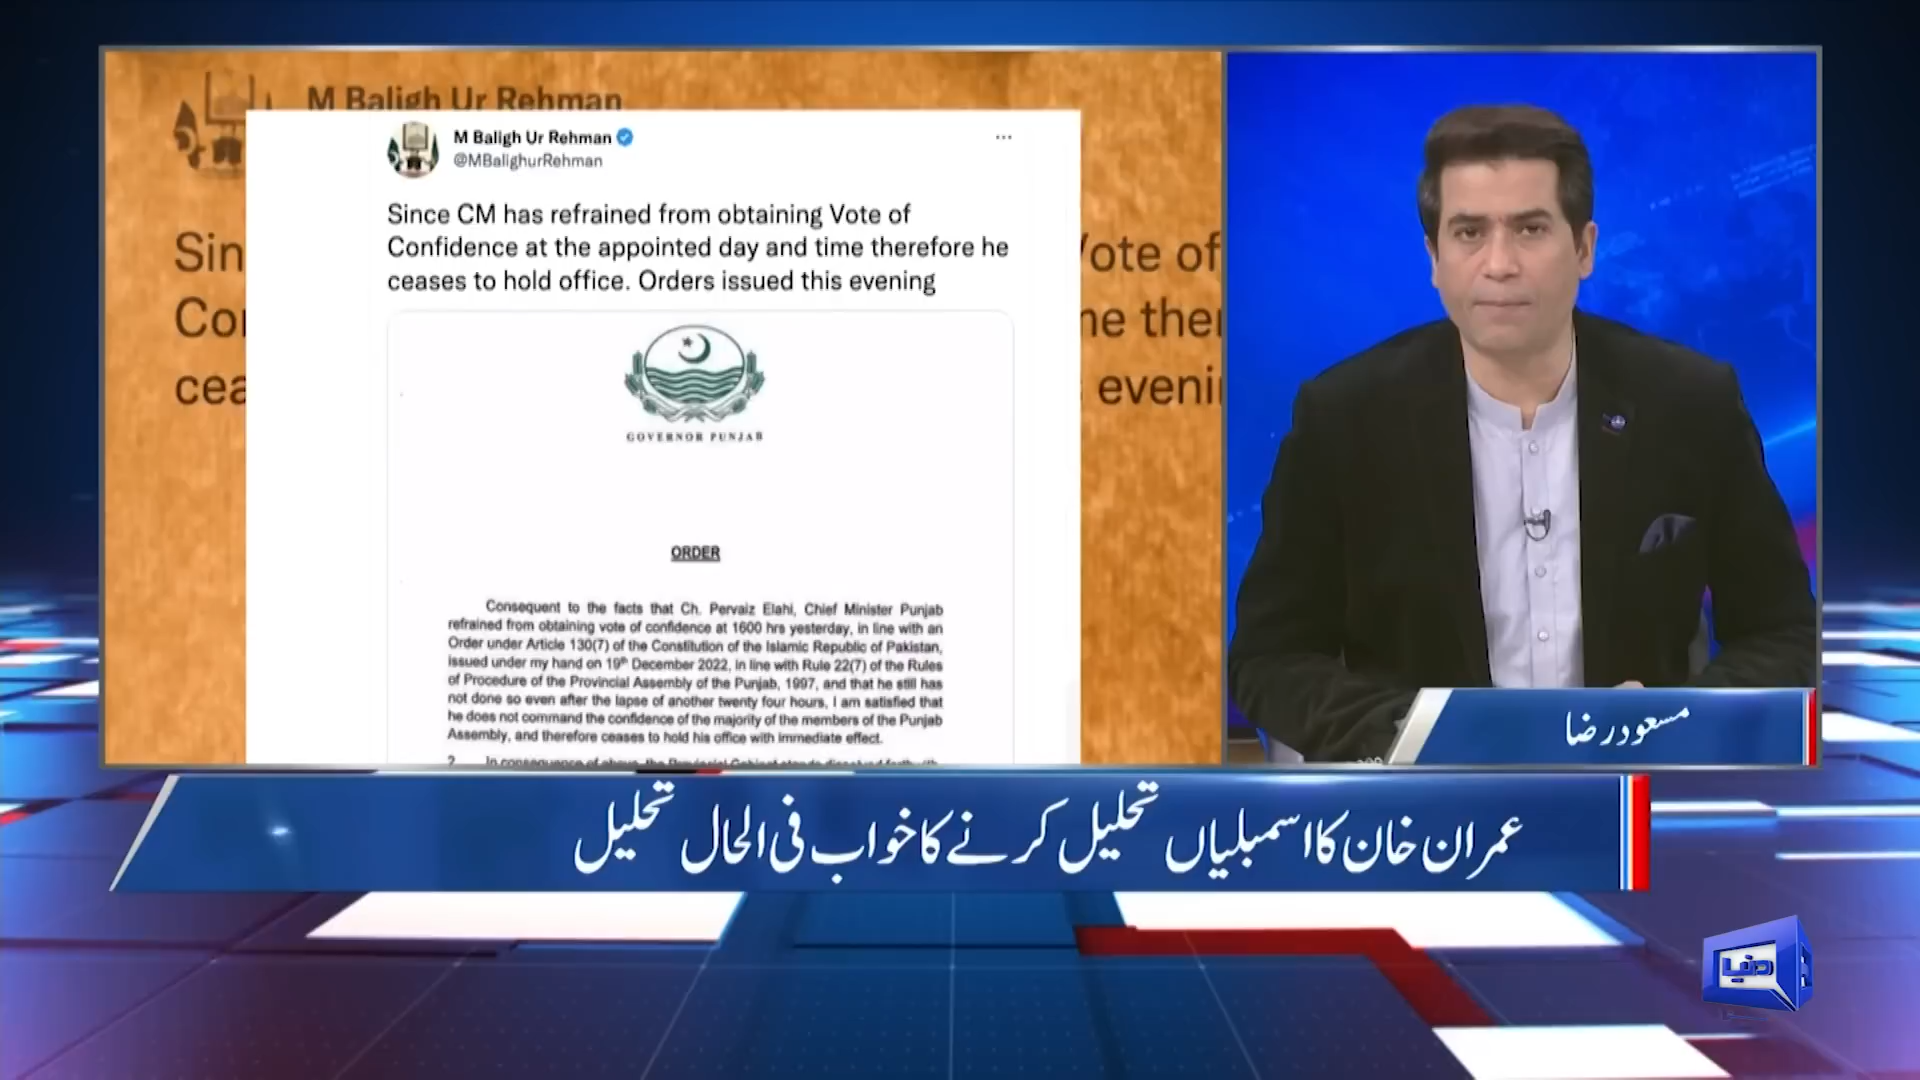 M Baligh Ur Rehman
M Baligh Ur Rehman
@MBalighurRehman
Since CM has refrained from obtaining Vote of
Confidence at the appointed day and time therefore he
ceases to hold office. Orders issued this evening
GOVERNOR PUNJAB
ORDER
Consequent to the facts that Ch. Pervaiz Elahi, Chief Minister Punjab
refrained from obtaining vote of confidence at 1600 hrs yesterday, in line with an
Order under Article 130(7) of the Constitution of the Islamic Republic of Pakistan,
issued under my hand on 19th December 2022, in line with Rule 22(7) of the Rules
of Procedure of the Provincial Assembly of the Punjab, 1997, and that he still has
not done so even after the lapse of another twenty four hours, I am satisfied that
he does not command the confidence of the majority of the members of the Punjab
Assembly, and therefore ceases to hold his office with immediate effect.
مسعود رضا
عمران خان کا اسمبلیاں تحلیل کرنے کا خواب فی الحال تحلیل
دنیا